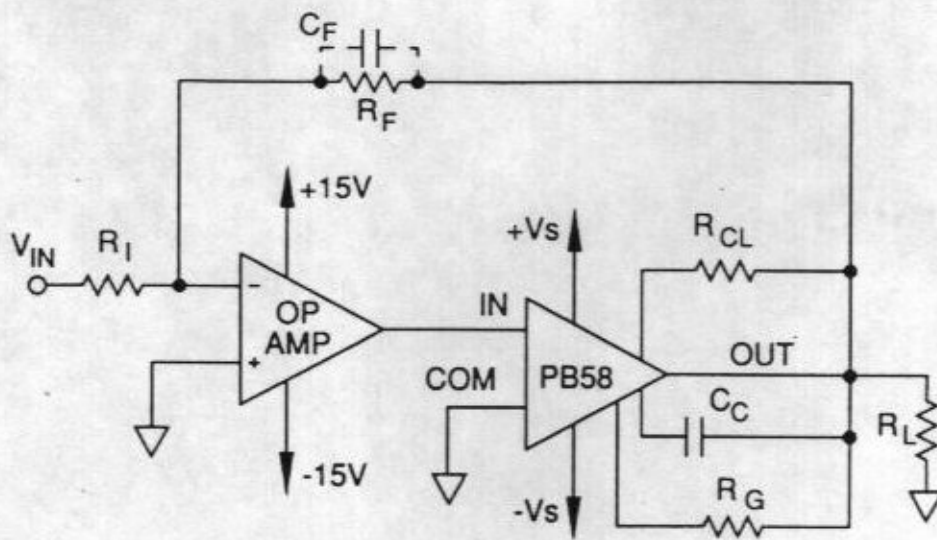 CF
RF
+15V
VIN
RI
-
OP
AMP
+
-15V
+Vs
RCL
IN
COM
PB58
OUT
CC
RL
-Vs
RG